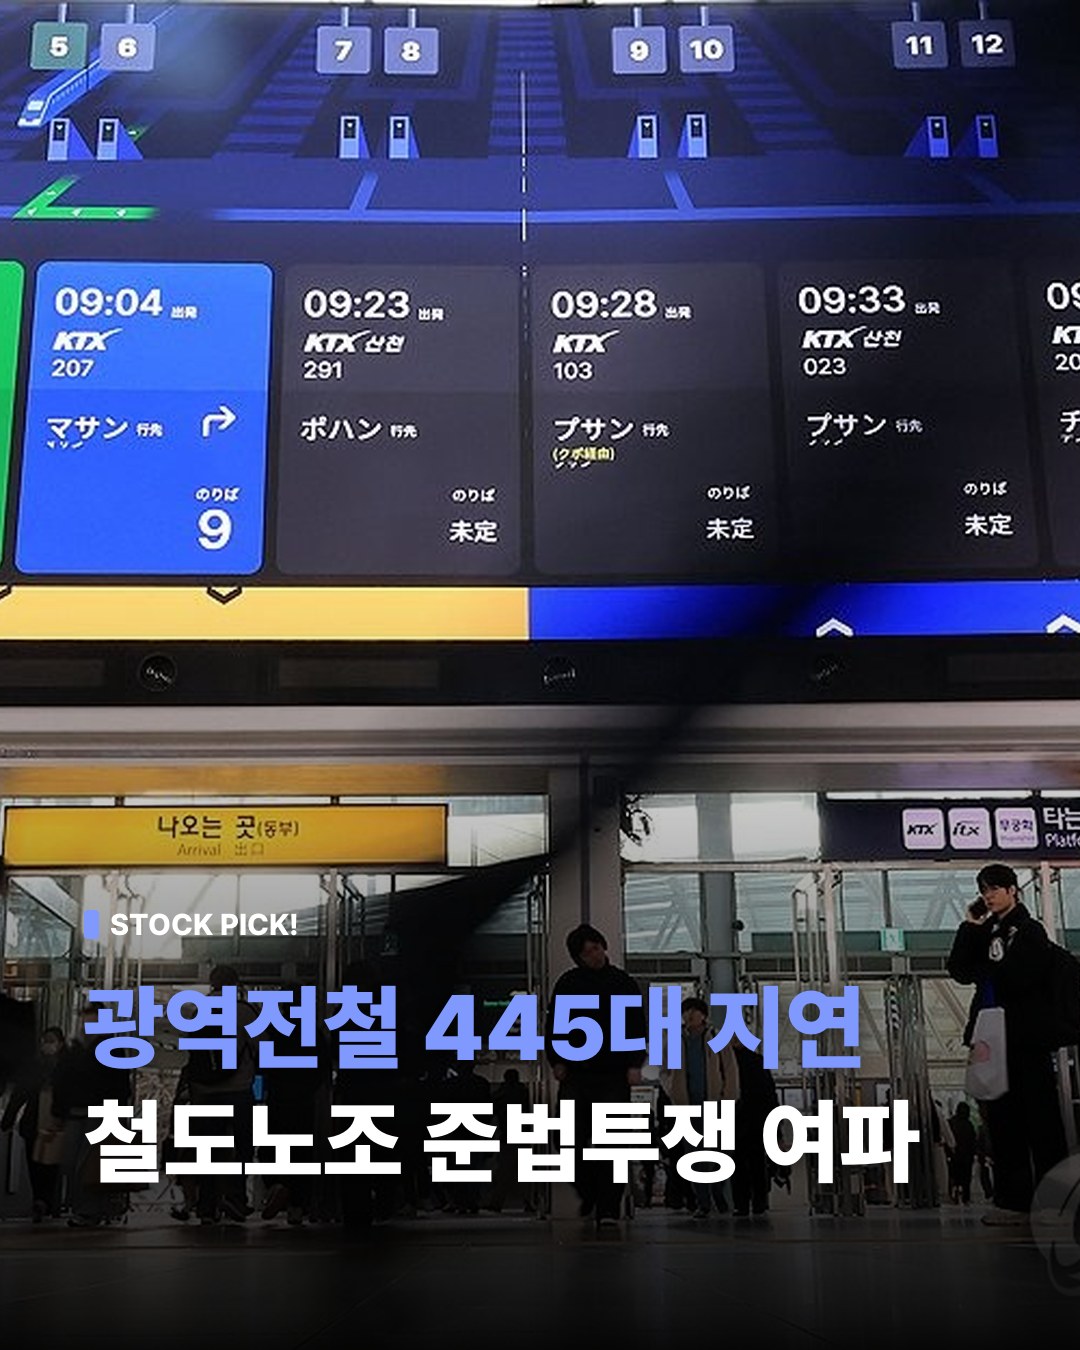 5 6 7 8 9 10 11 12
09:04 出発
KTX
207
マサン 行先
のりば
9
09:23 出発
KTX 산천
291
ポハン 行先
のりば
未定
09:28 出発
KTX
103
プサン 行先
(クポ経由)
のりば
未定
09:33 出発
KTX 산천
023
プサン 行先
のりば
未定
나오는 곳(동부)
Arrival 出口
KTX itx 무궁화 타는
STOCK PICK!
광역전철 445대 지연
철도노조 준법투쟁 여파